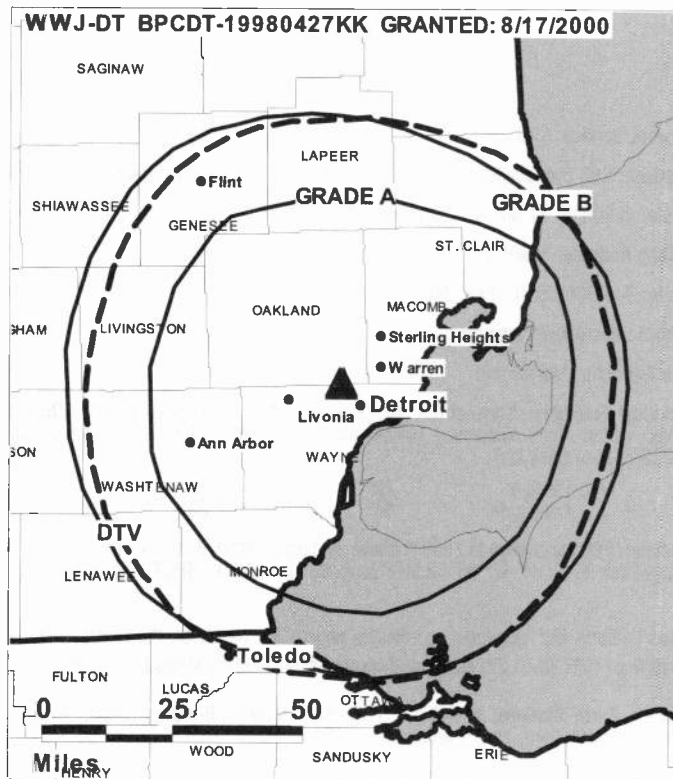 WWJ-DT BPCDT-19980427KK GRANTED: 8/17/2000
SAGINAW
LAPEER
Flint
SHIAWASSEE
GRADE A
GRADE B
GENESEE
ST. CLAIR
OAKLAND
MACOMB
GHAM
LIVINGSTON
Sterling Heights
Warren
Detroit
Livonia
Ann Arbor
SON
WAYNE
WASHTENAW
DTV
LENAWEE
MONROE
Toledo
FULTON
LUCAS
OTTAWA
0 25 50
Miles
WOOD
SANDUSKY
ERIE
HENRY